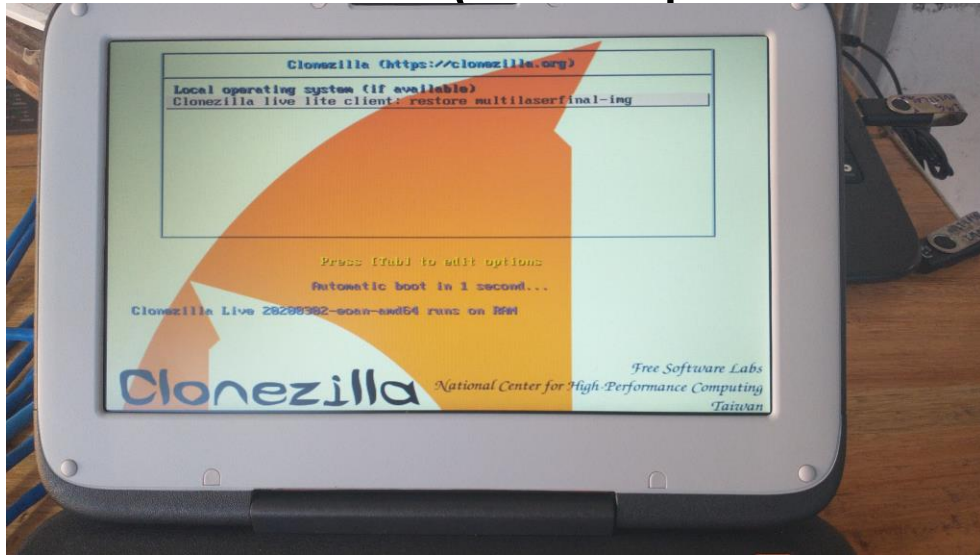 Clonezilla (https://clonezilla.org)
Local operating system (if available)
Clonezilla live lite client: restore multilaserfinal-img
Press [Tab] to edit options
Automatic boot in 1 second...
Clonezilla Live 20200302-eoan-amd64 runs on RAM
Free Software Labs
Clonezilla National Center for High-Performance Computing
Taiwan